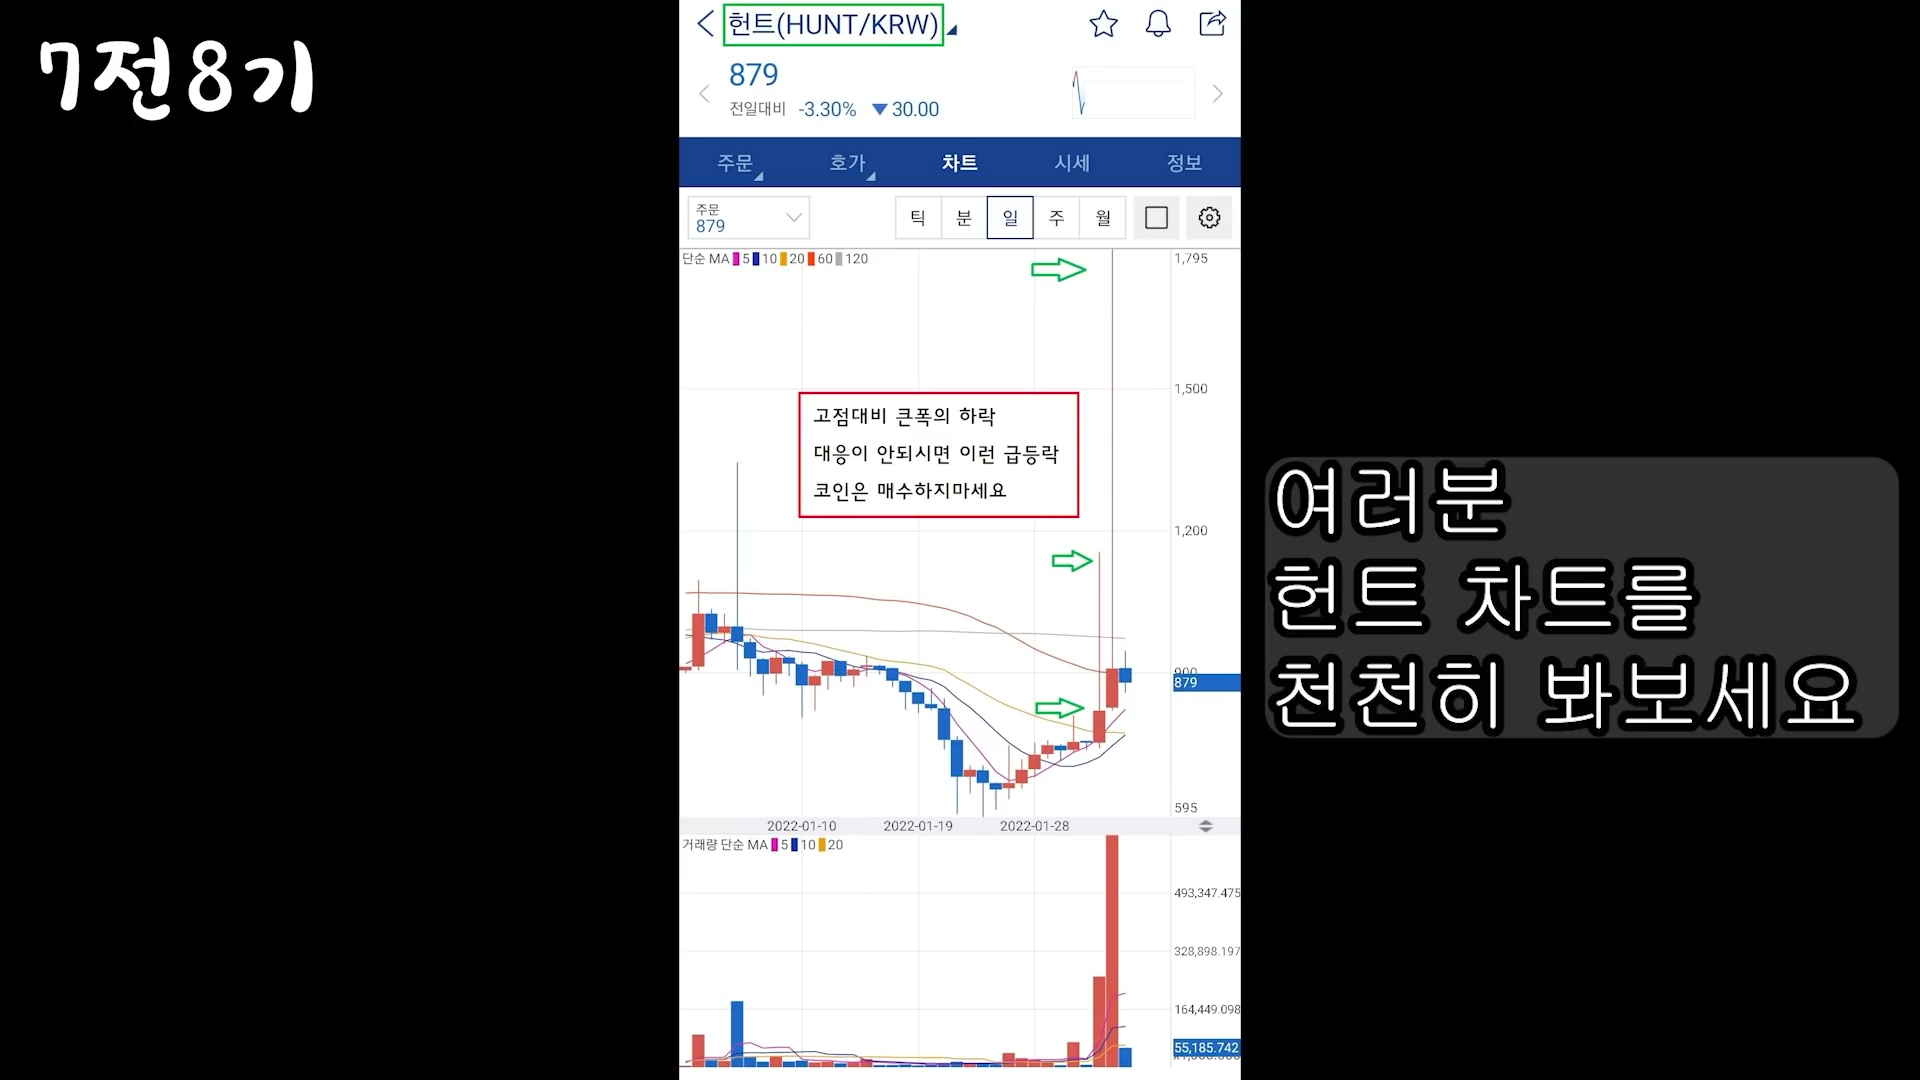 7전8기
헌트(HUNT/KRW)
879
전일대비 -3.30% ▼30.00
주문 호가 차트 시세 정보
주문
879
틱 분 일 주 월
단순 MA 5 10 20 60 120
1,795
1,500
고점대비 큰폭의 하락
대응이 안되시면 이런 급등락
코인은 매수하지마세요
1,200
900
879
595
여러분
헌트 차트를
천천히 봐보세요
2022-01-10 2022-01-19 2022-01-28
거래량 단순 MA 5 10 20
493,347.475
328,898.197
164,449.098
55,185.742